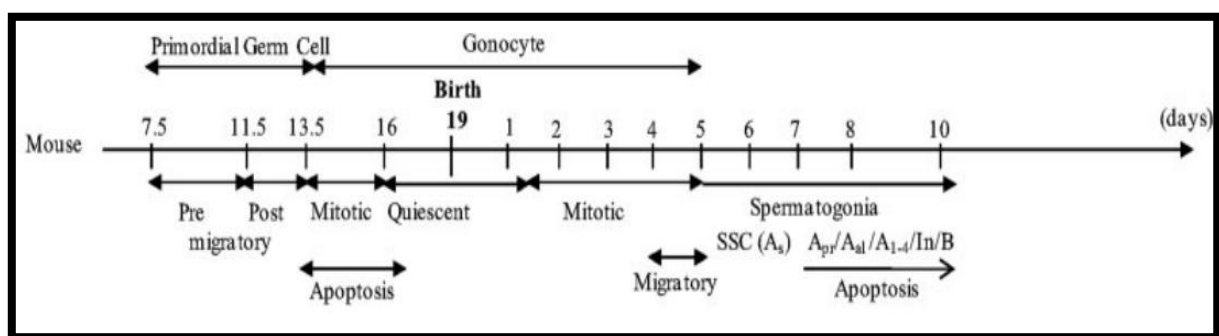 Primordial Germ Cell Gonocyte
Birth
7.5 11.5 13.5 16 19 1 2 3 4 5 6 7 8 10 (days)
Mouse
Pre Post Mitotic Quiescent Mitotic Spermatogonia
migratory
SSC (As) Apr/Aal/A1-4/In/B
Migratory
Apoptosis Apoptosis